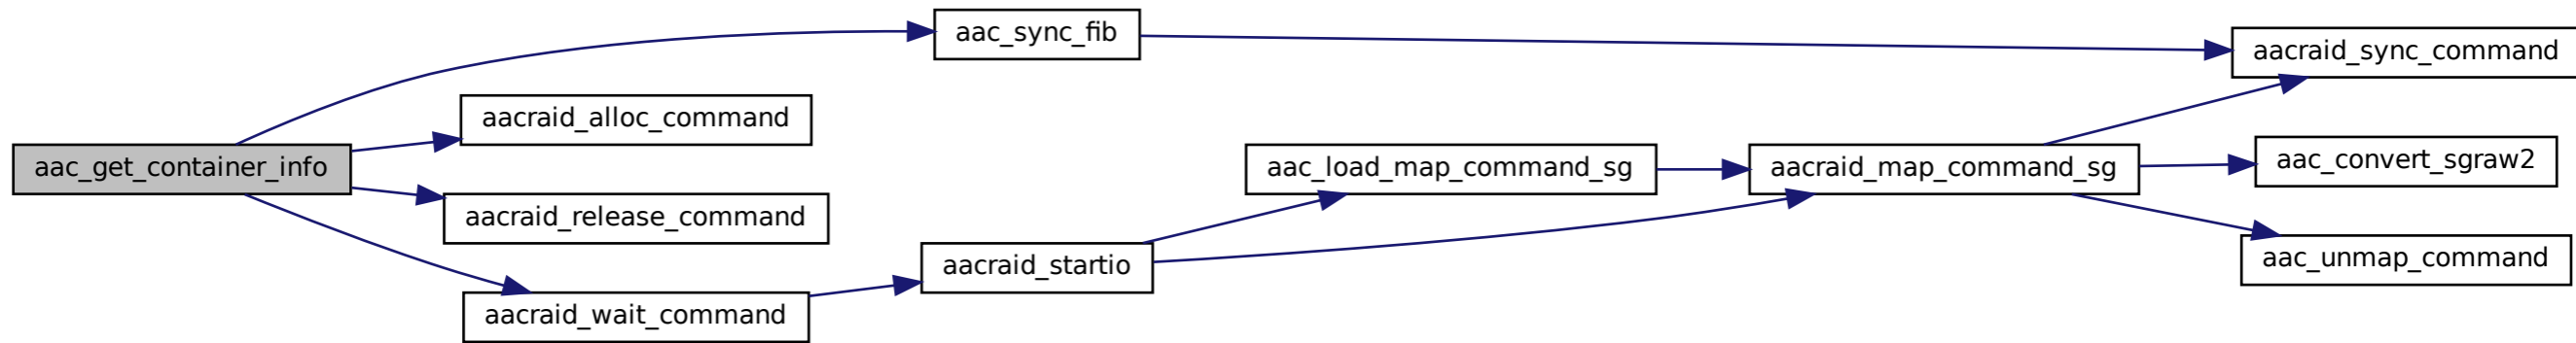 aac_get_container_info
aac_sync_fib
aacraid_alloc_command
aacraid_release_command
aacraid_wait_command
aacraid_startio
aac_load_map_command_sg
aacraid_map_command_sg
aacraid_sync_command
aac_convert_sgraw2
aac_unmap_command